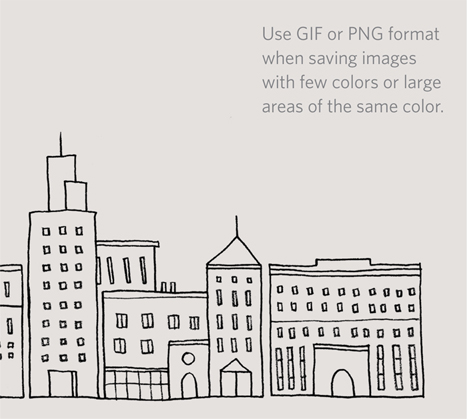 Use GIF or PNG format
when saving images
with few colors or large
areas of the same color.